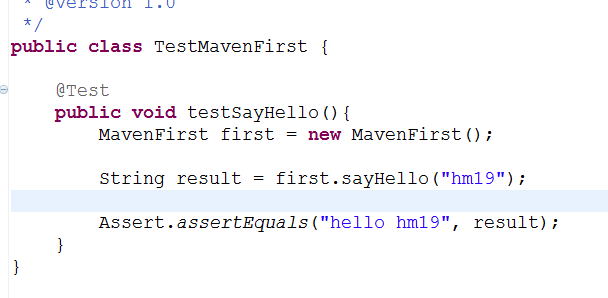 * @version 1.0
*/
public class TestMavenFirst {
@Test
public void testSayHello(){
MavenFirst first = new MavenFirst();
String result = first.sayHello("hm19");
Assert.assertEquals("hello hm19", result);
}
}